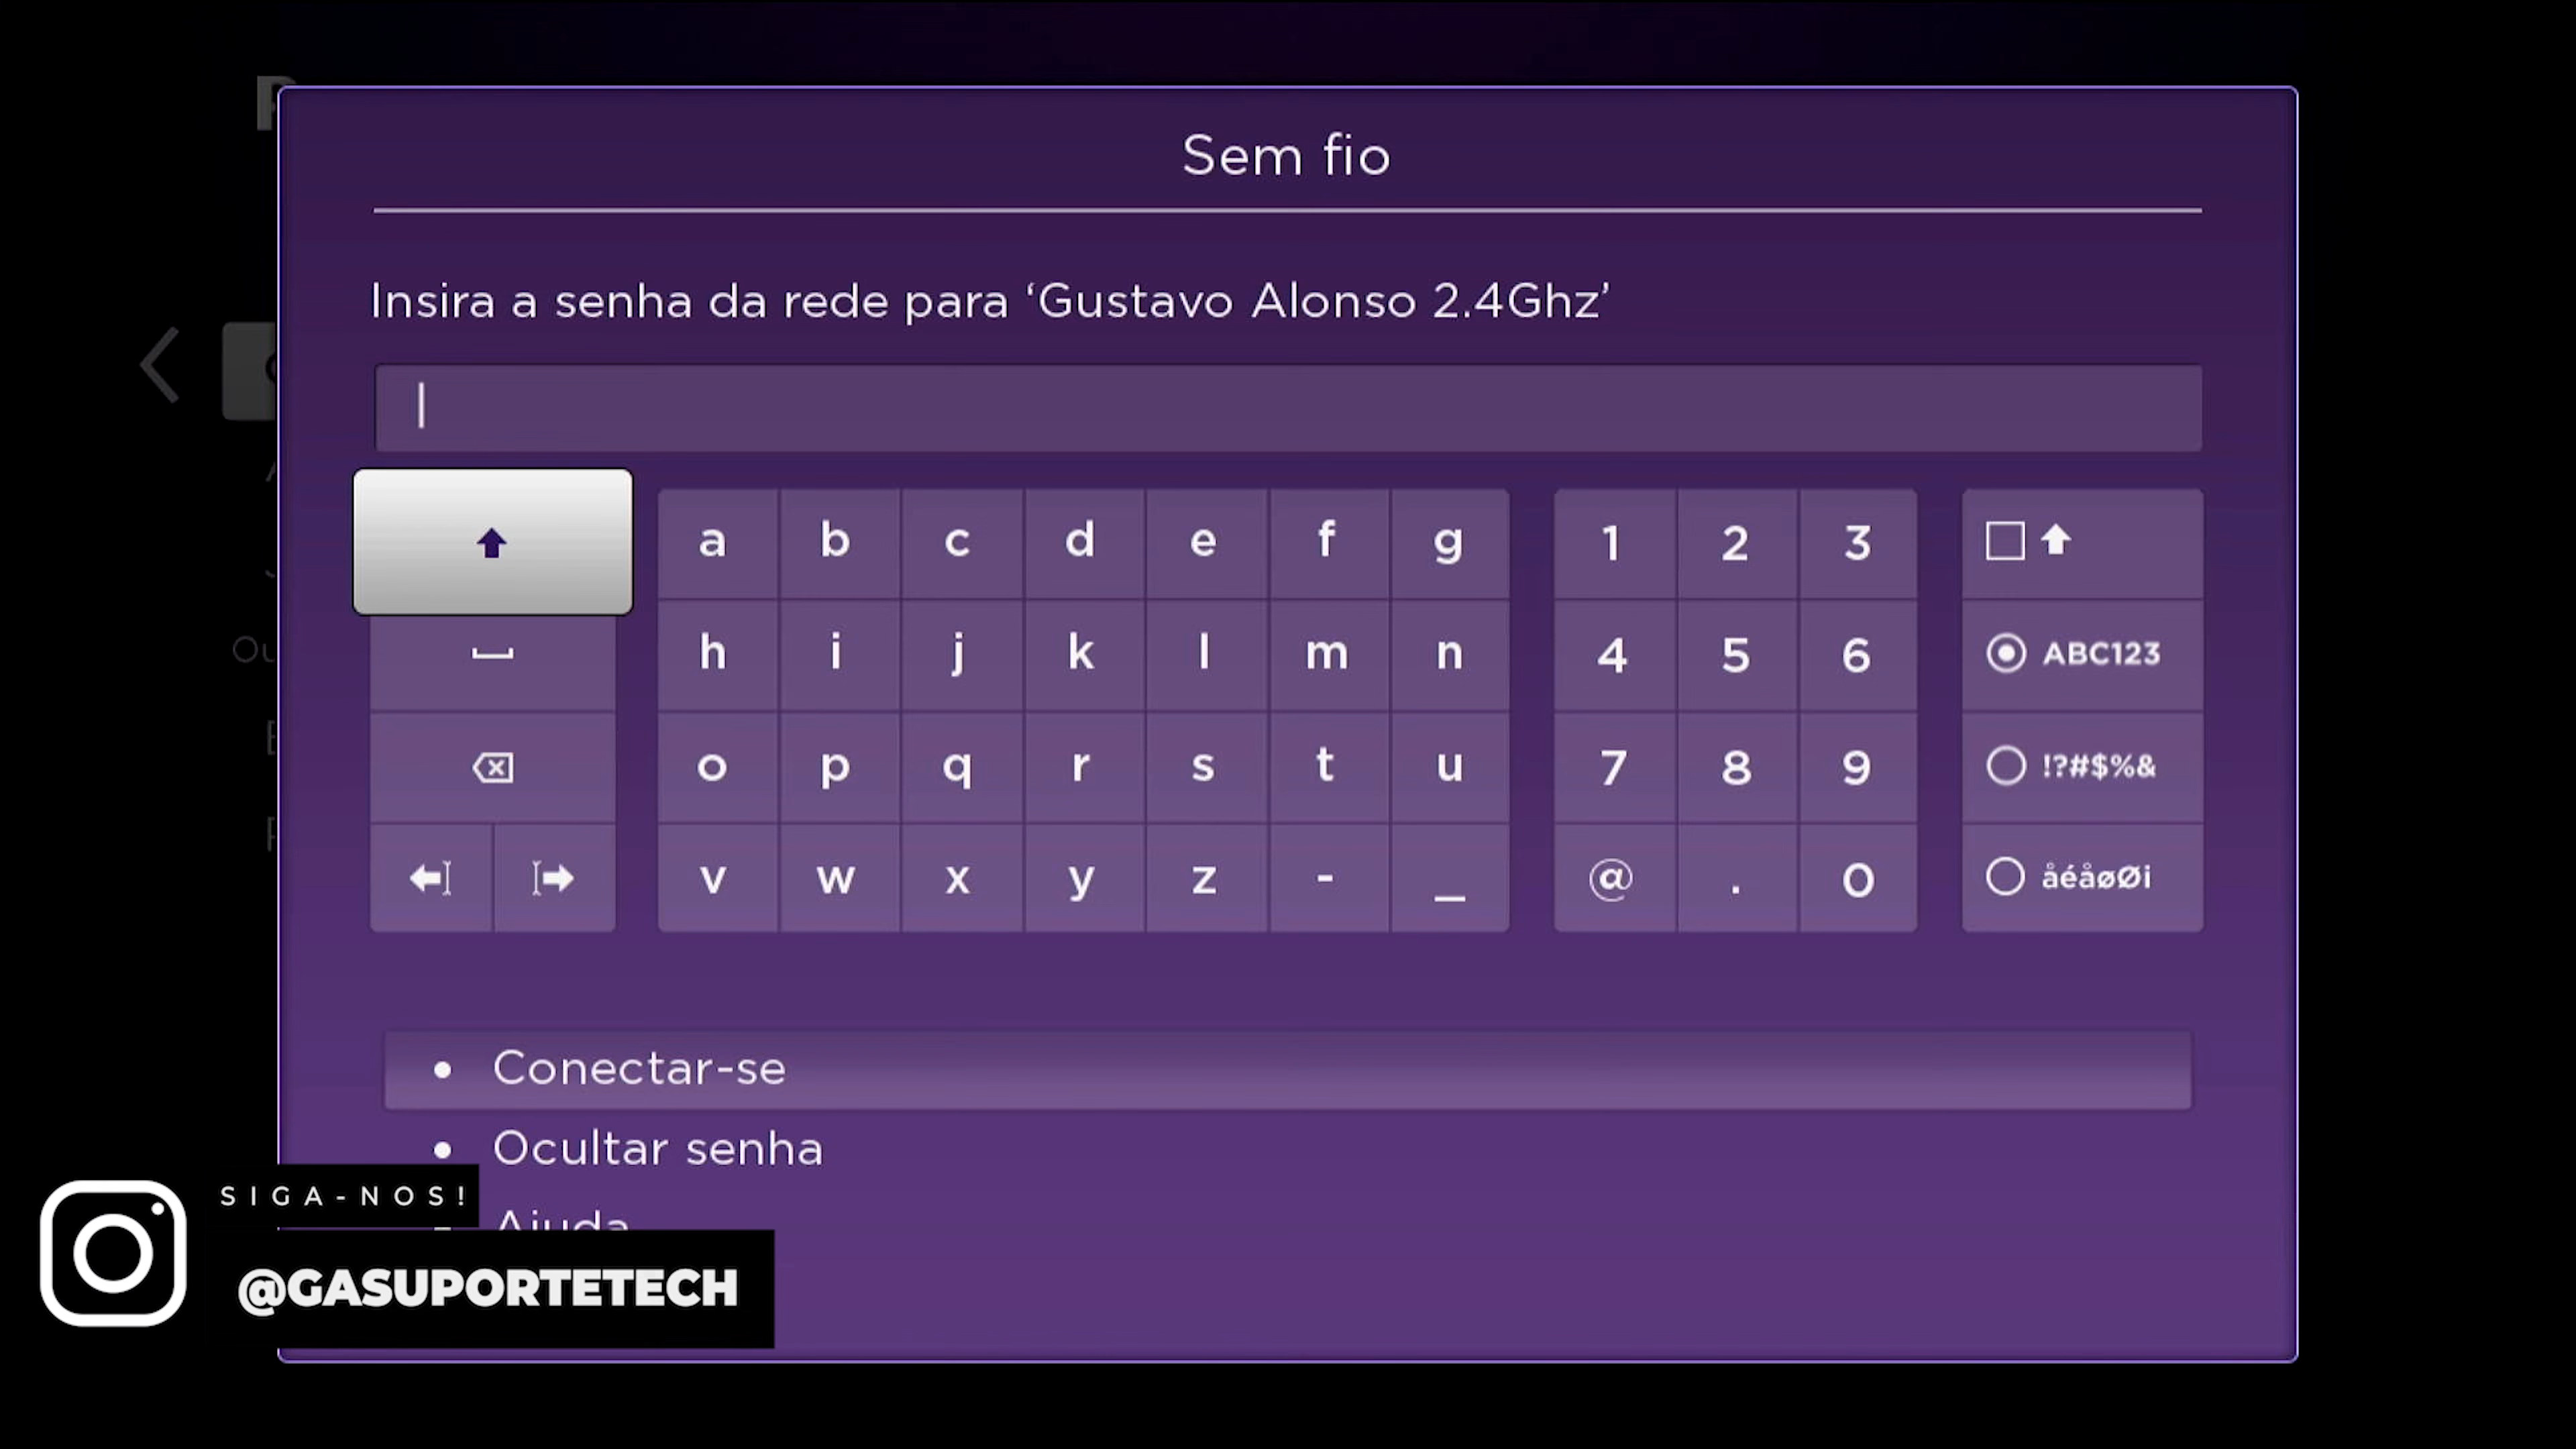 Sem fio
Insira a senha da rede para ‘Gustavo Alonso 2.4Ghz’
a b c d e f g 1 2 3
h i j k l m n 4 5 6 ABC123
o p q r s t u 7 8 9 !?#$%&
v w x y z - _ @ . 0 åéåøØi
Conectar-se
Ocultar senha
Ajuda
SIGA-NOS!
@GASUPORTETECH